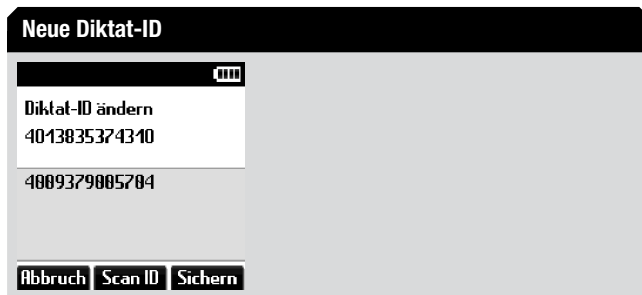 Neue Diktat-ID
Diktat-ID ändern
4013835374310
4009379005704
Abbruch Scan ID Sichern